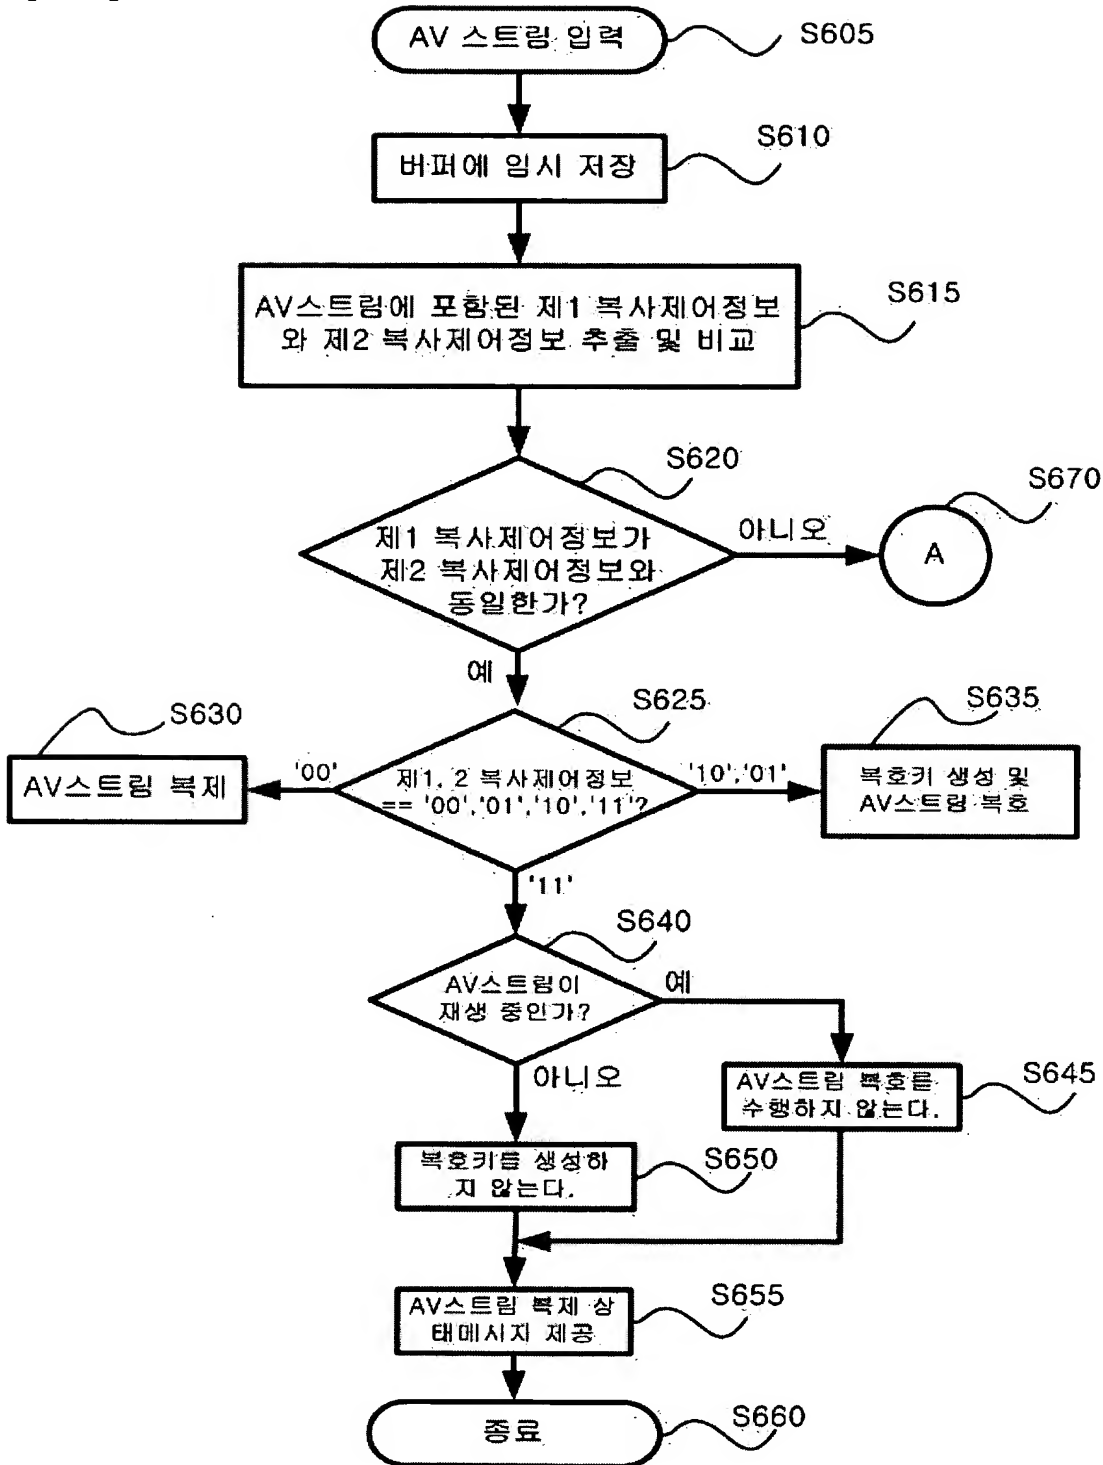 AV 스트림 입력
S605
버퍼에 임시 저장
S610
AV스트림에 포함된 제1 복사제어정보
와 제2 복사제어정보 추출 및 비교
S615
S620
제1 복사제어정보가
제2 복사제어정보와
동일한가?
아니오
S670
A
예
S630
AV스트림 복제
'00'
S625
제1, 2 복사제어정보
== '00','01','10','11'?
'10','01'
S635
복호키 생성 및
AV스트림 복호
'11'
S640
AV스트림이
재생 중인가?
예
아니오
AV스트림 복호를
수행하지 않는다.
S645
복호키를 생성하
지 않는다.
S650
AV스트림 복제 상
태메시지 제공
S655
종료
S660